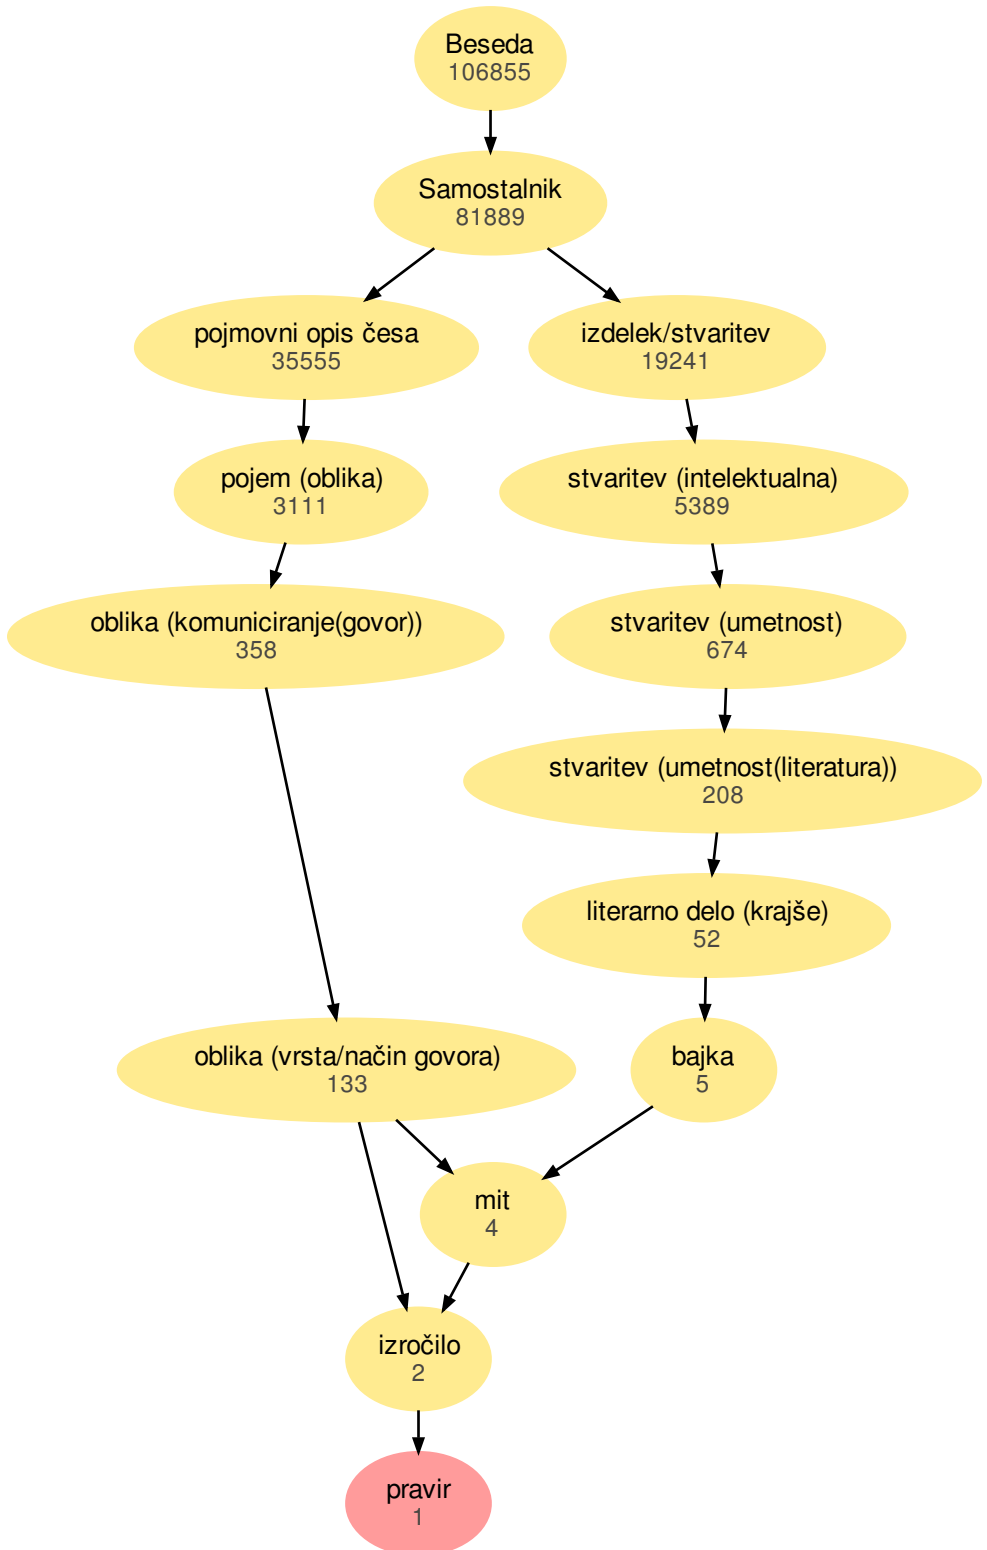 Beseda
106855
Samostalnik
81889
pojmovni opis česa
35555
izdelek/stvaritev
19241
pojem (oblika)
3111
stvaritev (intelektualna)
5389
oblika (komuniciranje(govor))
358
stvaritev (umetnost)
674
stvaritev (umetnost(literatura))
208
literarno delo (krajše)
52
oblika (vrsta/način govora)
133
bajka
5
mit
4
izročilo
2
pravir
1